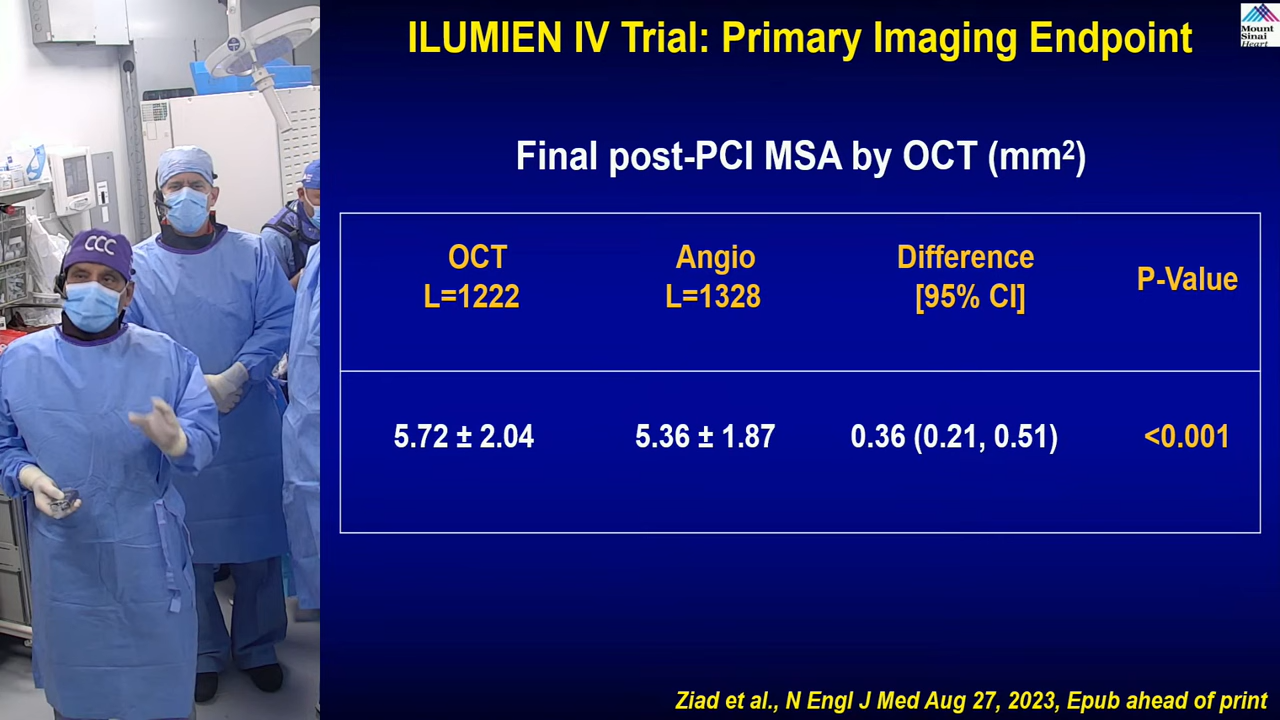 ILUMIEN IV Trial: Primary Imaging Endpoint
Mount
Sinai
Heart
Final post-PCI MSA by OCT (mm²)
OCT
L=1222
Angio
L=1328
Difference
[95% CI]
P-Value
5.72 ± 2.04
5.36 ± 1.87
0.36 (0.21, 0.51)
<0.001
CCC
Ziad et al., N Engl J Med Aug 27, 2023, Epub ahead of print